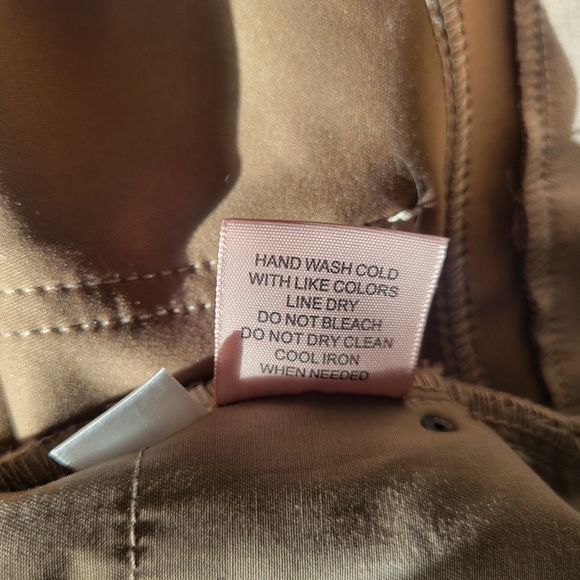 HAND WASH COLD
WITH LIKE COLORS
LINE DRY
DO NOT BLEACH
DO NOT DRY CLEAN
COOL IRON
WHEN NEEDED